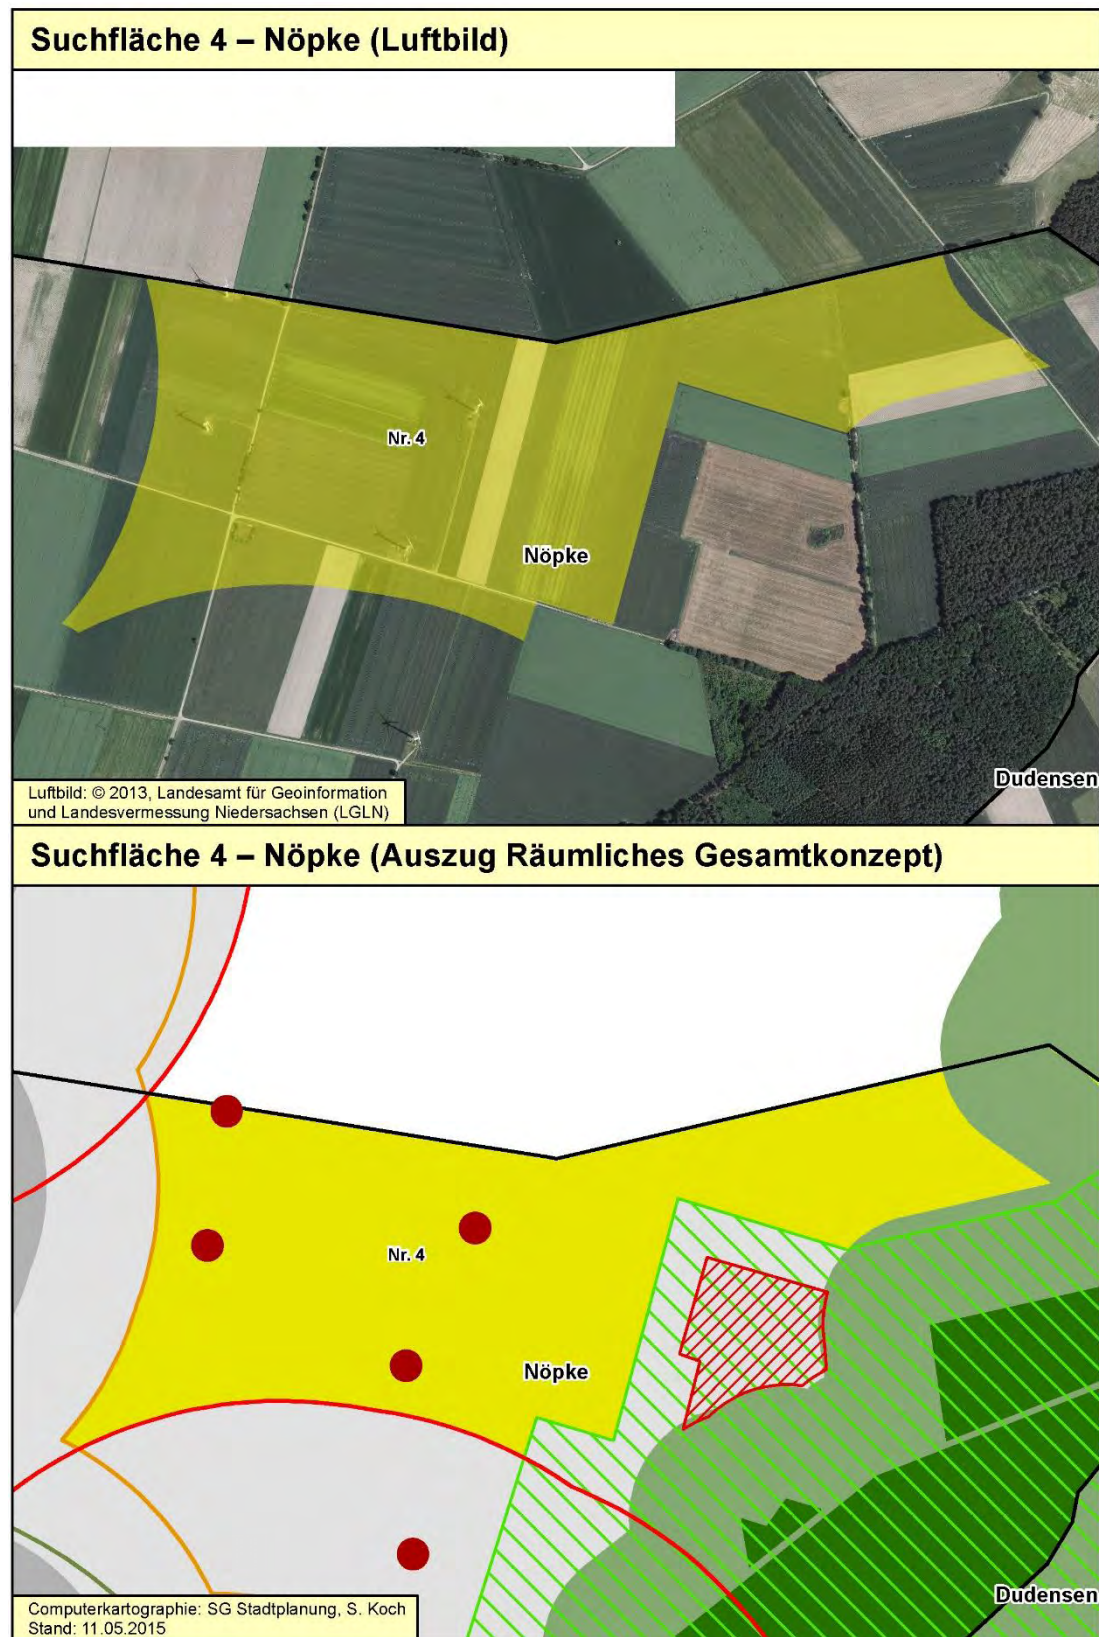 Suchfläche 4 – Nöpke (Luftbild)
Nr. 4
Nöpke
Dudensen
Luftbild: © 2013, Landesamt für Geoinformation
und Landesvermessung Niedersachsen (LGLN)
Suchfläche 4 – Nöpke (Auszug Räumliches Gesamtkonzept)
Nr. 4
Nöpke
Dudensen
Computerkartographie: SG Stadtplanung, S. Koch
Stand: 11.05.2015